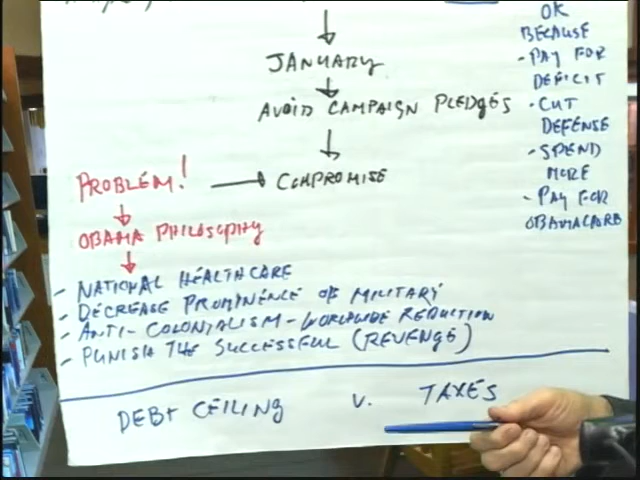 JANUARY
AVOID CAMPAIGN PLEDGES
PROBLEM! → COMPROMISE
OBAMA PHILOSOPHY
- NATIONAL HEALTHCARE
- DECREASE PROMINENCE OF MILITARY
- ANTI-COLONIALISM - WORLDWIDE REDUCTION
- PUNISH THE SUCCESSFUL (REVENGE)
DEBT CEILING V. TAXES
OK
BECAUSE
- PAY FOR
DEFICIT
- CUT
DEFENSE
- SPEND
MORE
- PAY FOR
OBAMACARE